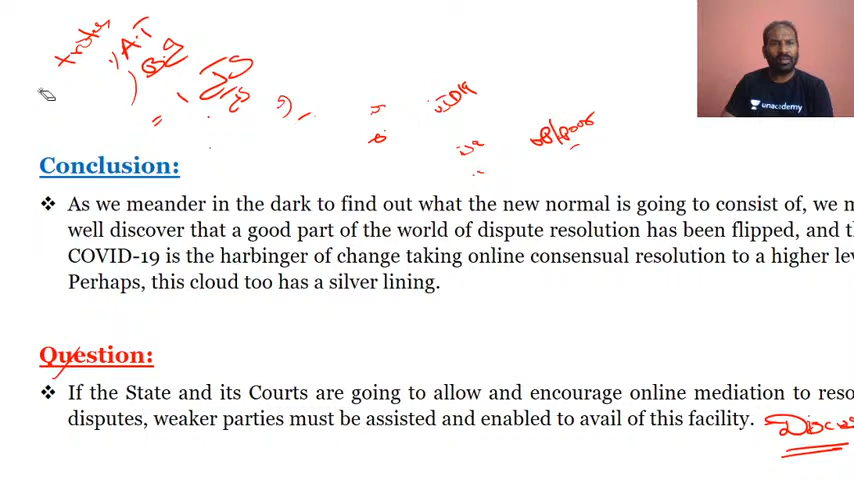 unacademy
Conclusion:
❖ As we meander in the dark to find out what the new normal is going to consist of, we m
well discover that a good part of the world of dispute resolution has been flipped, and th
COVID-19 is the harbinger of change taking online consensual resolution to a higher lev
Perhaps, this cloud too has a silver lining.
Question:
❖ If the State and its Courts are going to allow and encourage online mediation to reso
disputes, weaker parties must be assisted and enabled to avail of this facility.